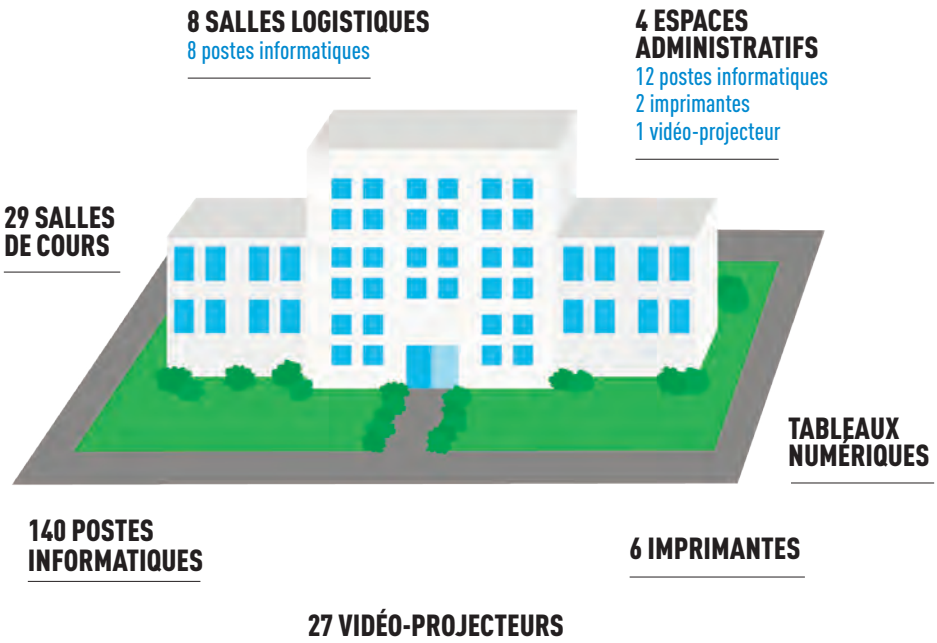 8 SALLES LOGISTIQUES
8 postes informatiques
4 ESPACES
ADMINISTRATIFS
12 postes informatiques
2 imprimantes
1 vidéo-projecteur
29 SALLES
DE COURS
TABLEAUX
NUMÉRIQUES
140 POSTES
INFORMATIQUES
6 IMPRIMANTES
27 VIDÉO-PROJECTEURS